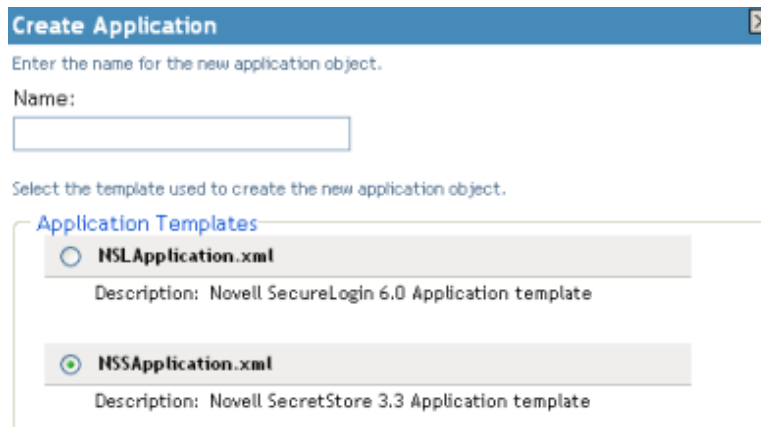 Create Application
Enter the name for the new application object.
Name:
Select the template used to create the new application object.
Application Templates
NSLApplication.xml
Description: Novell SecureLogin 6.0 Application template
NSSApplication.xml
Description: Novell SecretStore 3.3 Application template